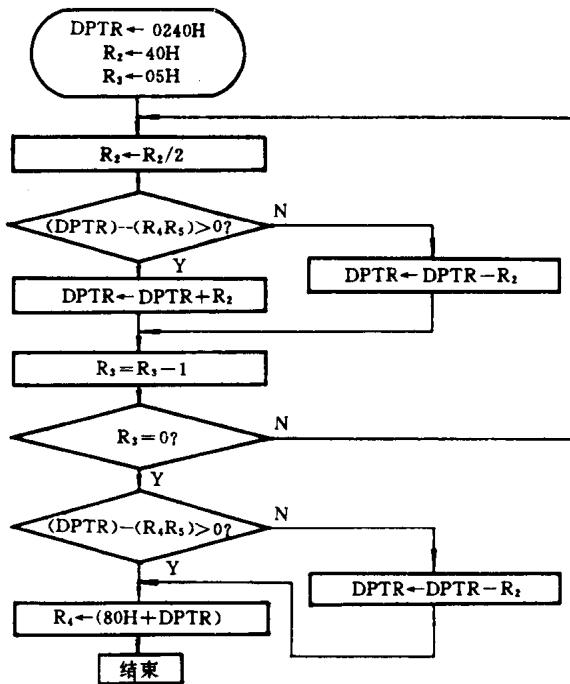 DPTR←0240H
R₂←40H
R₃←05H
R₂←R₂/2
(DPTR)--(R₄R₅)>0?
N
Y
DPTR←DPTR-R₂
DPTR←DPTR+R₂
R₃=R₃-1
R₃=0?
N
Y
(DPTR)-(R₄R₅)>0?
N
Y
DPTR←DPTR-R₂
R₄←(80H+DPTR)
结束